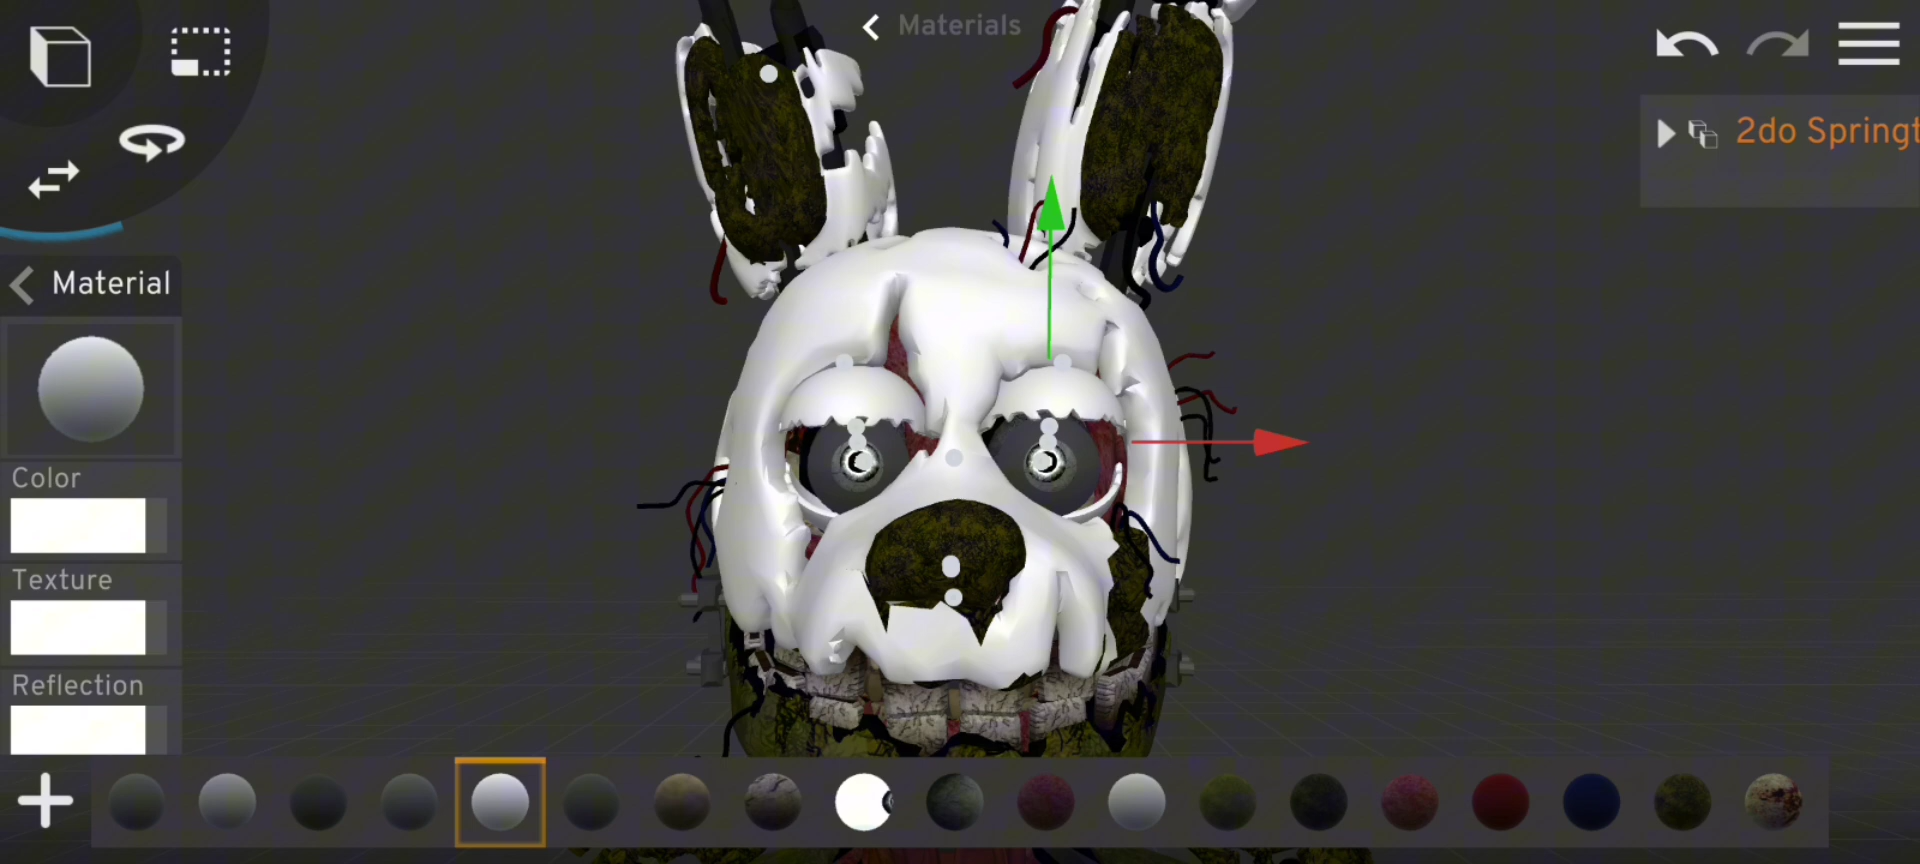 Materials
2do Springt
Material
Color
Texture
Reflection